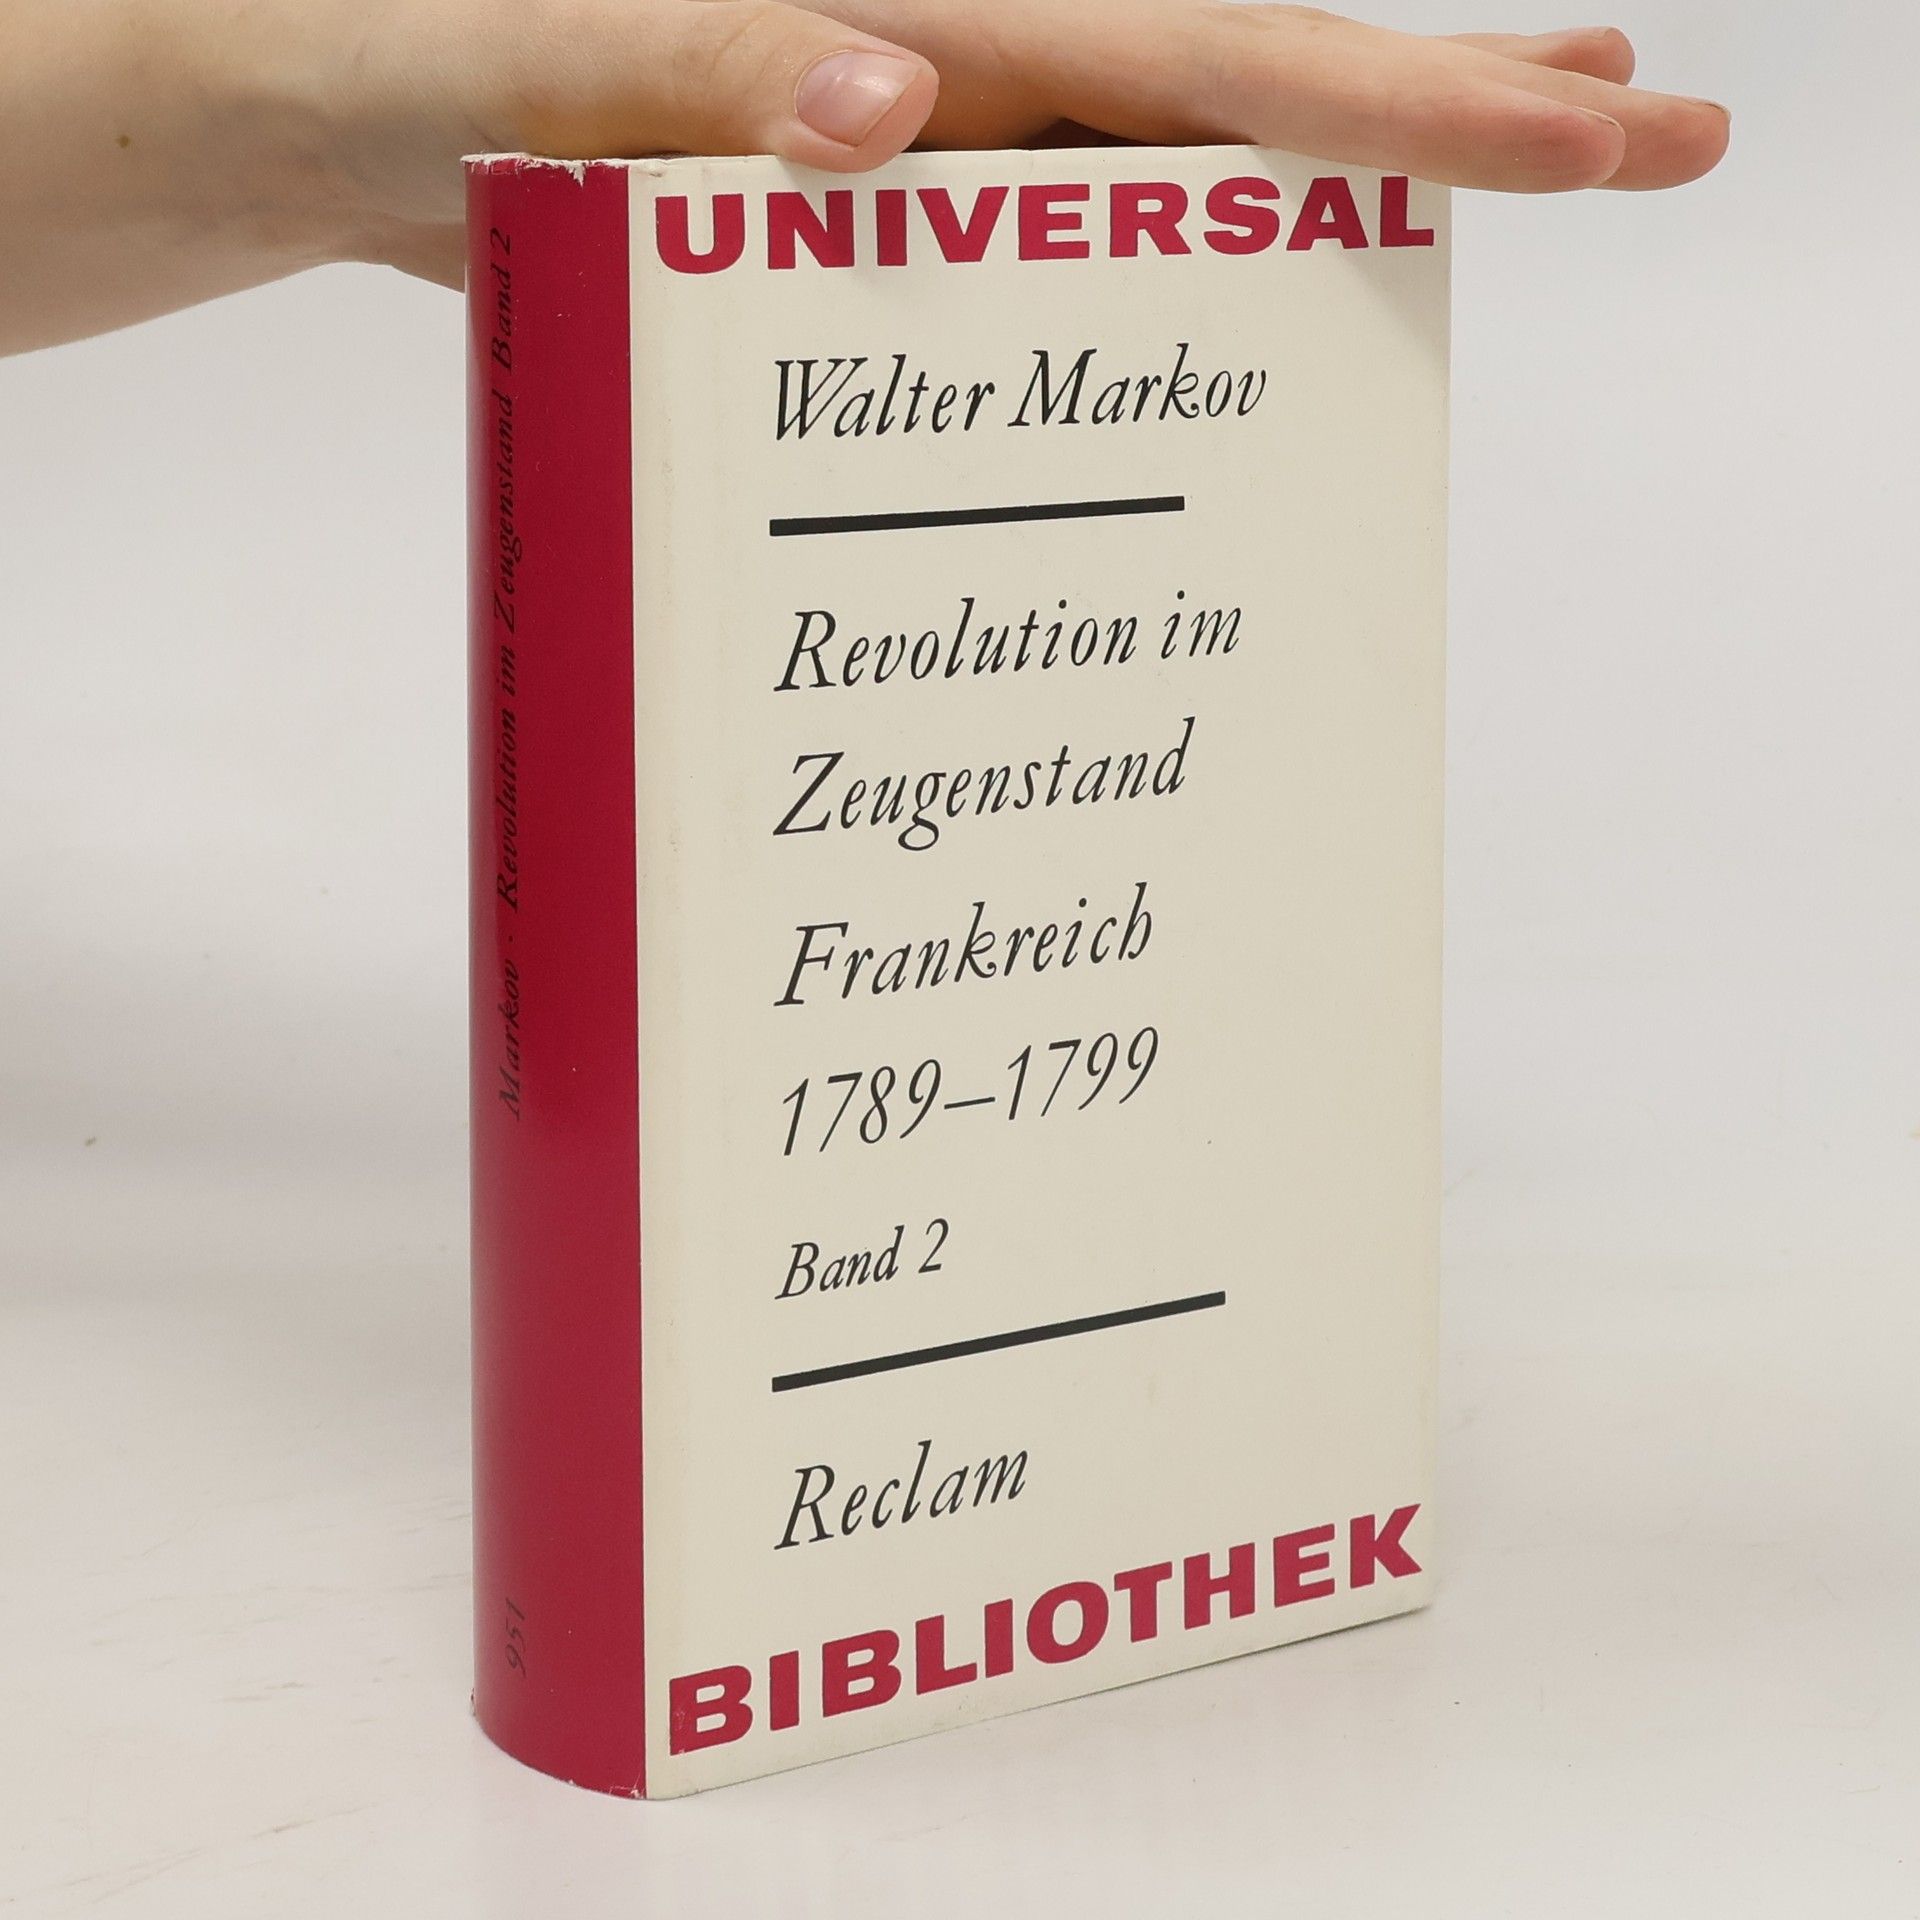 Markov · Revolution im Zeugenstand Band 2
951
UNIVERSAL
Walter Markov
Revolution im
Zeugenstand
Frankreich
1789–1799
Band 2
Reclam
BIBLIOTHEK